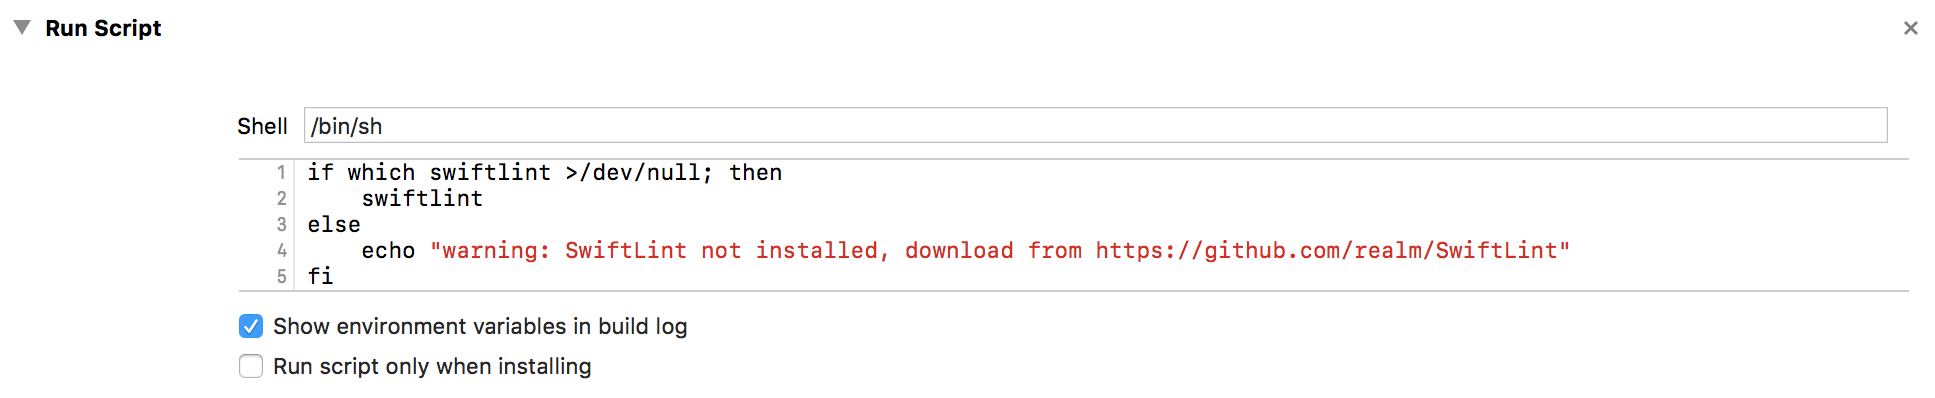 Run Script
Shell /bin/sh
1 if which swiftlint >/dev/null; then
2     swiftlint
3 else
4     echo "warning: SwiftLint not installed, download from https://github.com/realm/SwiftLint"
5 fi
Show environment variables in build log
Run script only when installing